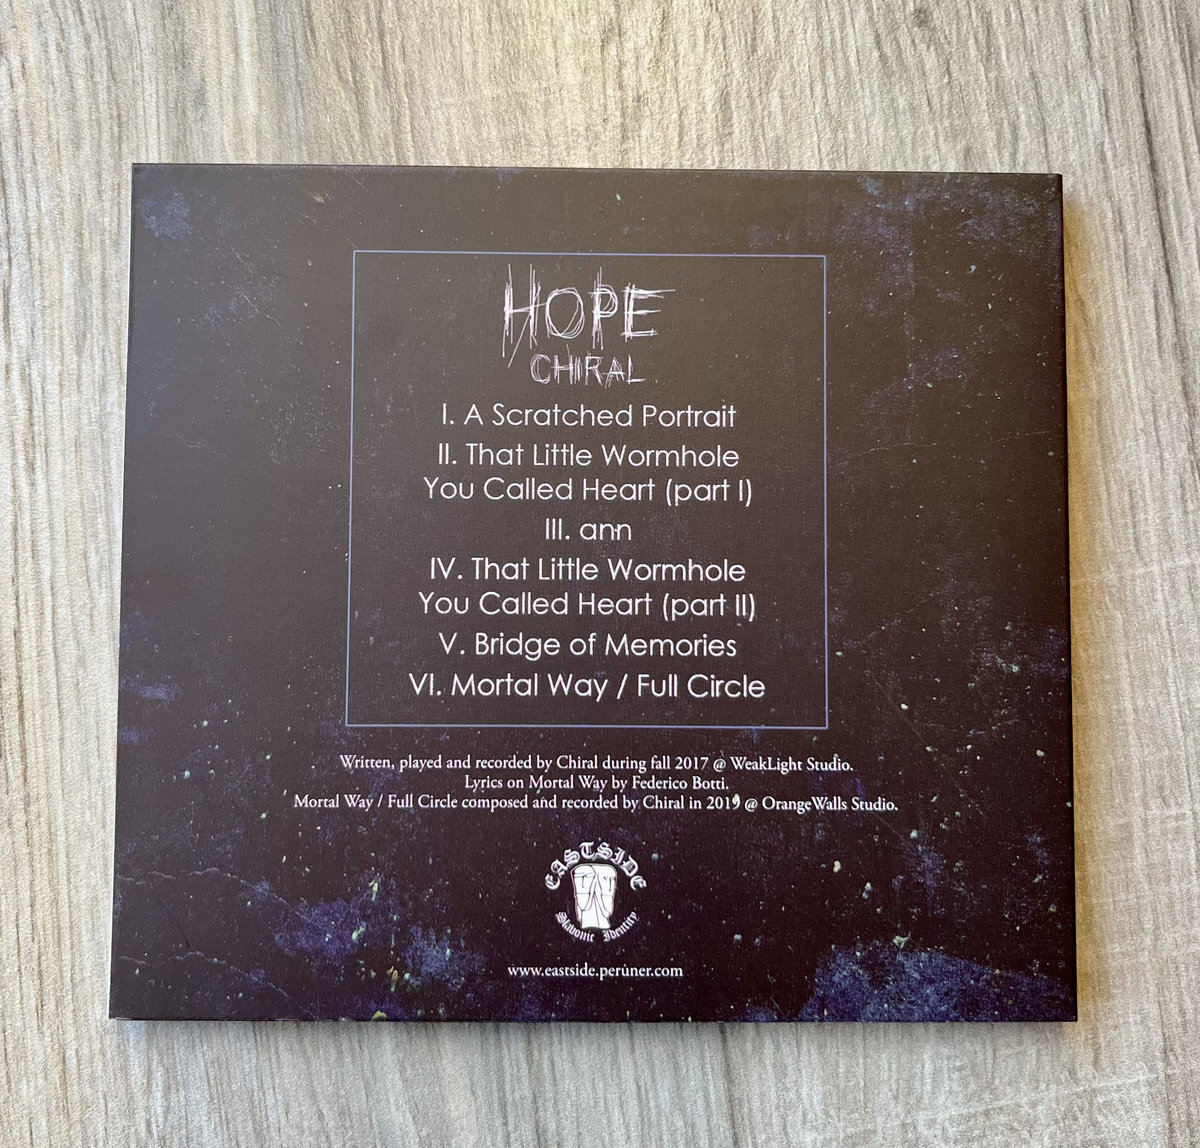 HOPE
CHIRAL
I. A Scratched Portrait
II. That Little Wormhole
You Called Heart (part I)
III. ann
IV. That Little Wormhole
You Called Heart (part II)
V. Bridge of Memories
VI. Mortal Way / Full Circle
Written, played and recorded by Chiral during fall 2017 @ WeakLight Studio.
Lyrics on Mortal Way by Federico Botti.
Mortal Way / Full Circle composed and recorded by Chiral in 2019 @ OrangeWalls Studio.
EASTSIDE
Slavonic Identity
www.eastside.peruner.com